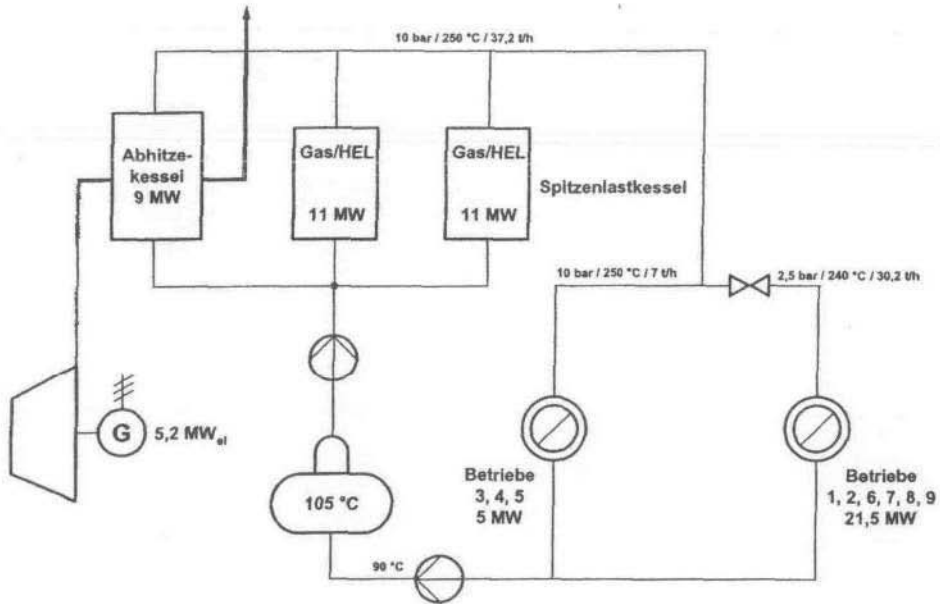 10 bar / 250 °C / 37,2 t/h
Abhitze-
kessel
9 MW
Gas/HEL
11 MW
Gas/HEL
11 MW
Spitzenlastkessel
10 bar / 250 °C / 7 t/h
2,5 bar / 240 °C / 30,2 t/h
G
5,2 MWel
105 °C
Betriebe
3, 4, 5
5 MW
Betriebe
1, 2, 6, 7, 8, 9
21,5 MW
90 °C